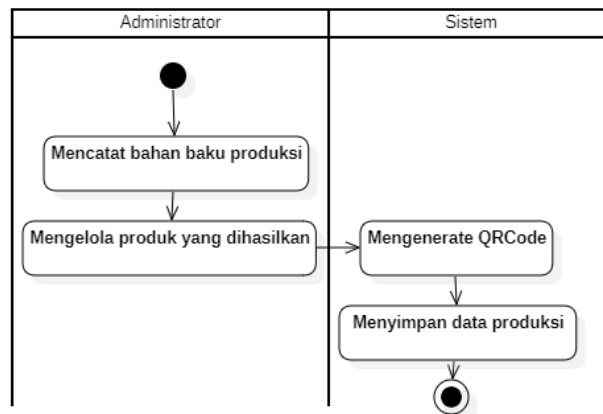 Administrator
Sistem
Mencatat bahan baku produksi
Mengelola produk yang dihasilkan
Mengenerate QRCode
Menyimpan data produksi